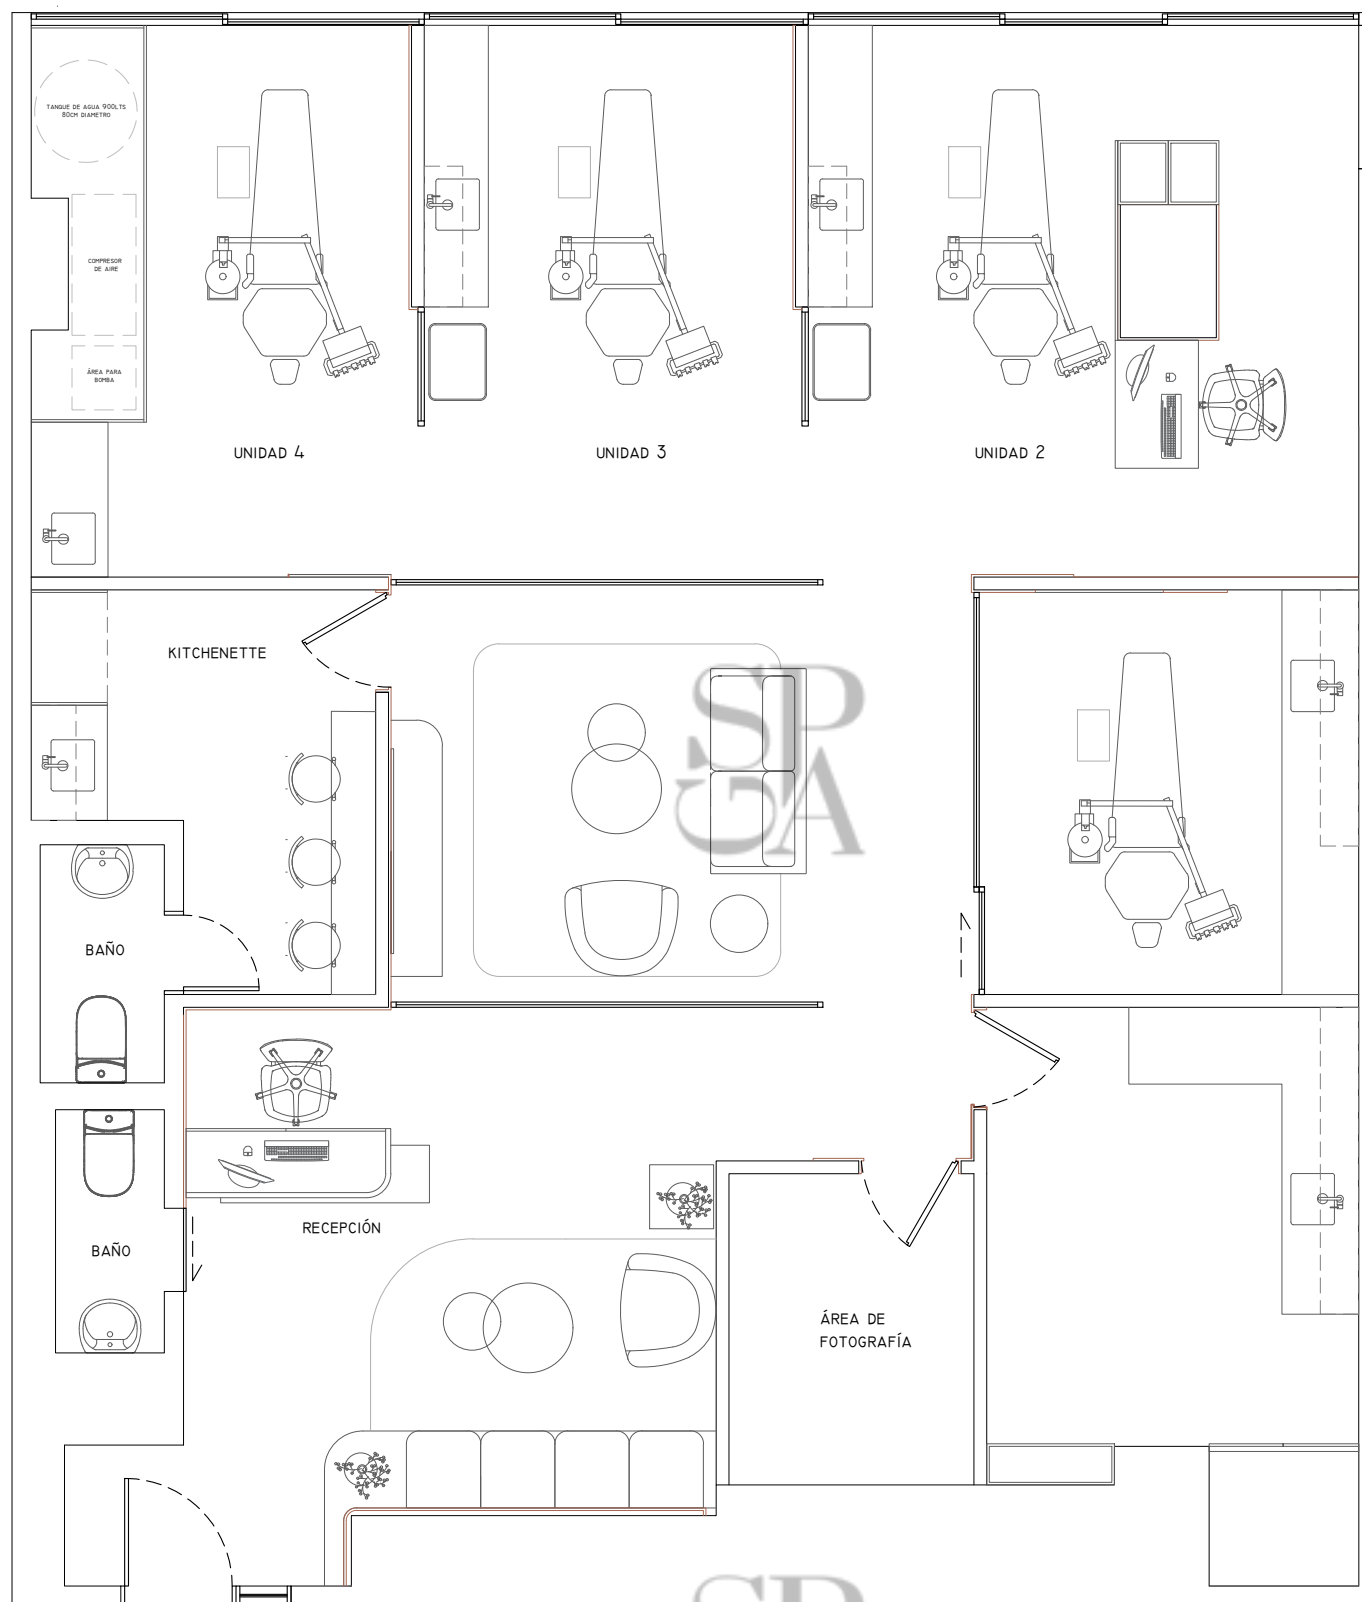 TANQUE DE AGUA 900LTS
80CM DIAMETRO
COMPRESOR
DE AIRE
ÁREA PARA
BOMBA
UNIDAD 4
UNIDAD 3
UNIDAD 2
KITCHENETTE
SP
GA
BAÑO
RECEPCIÓN
BAÑO
ÁREA DE
FOTOGRAFÍA
SP